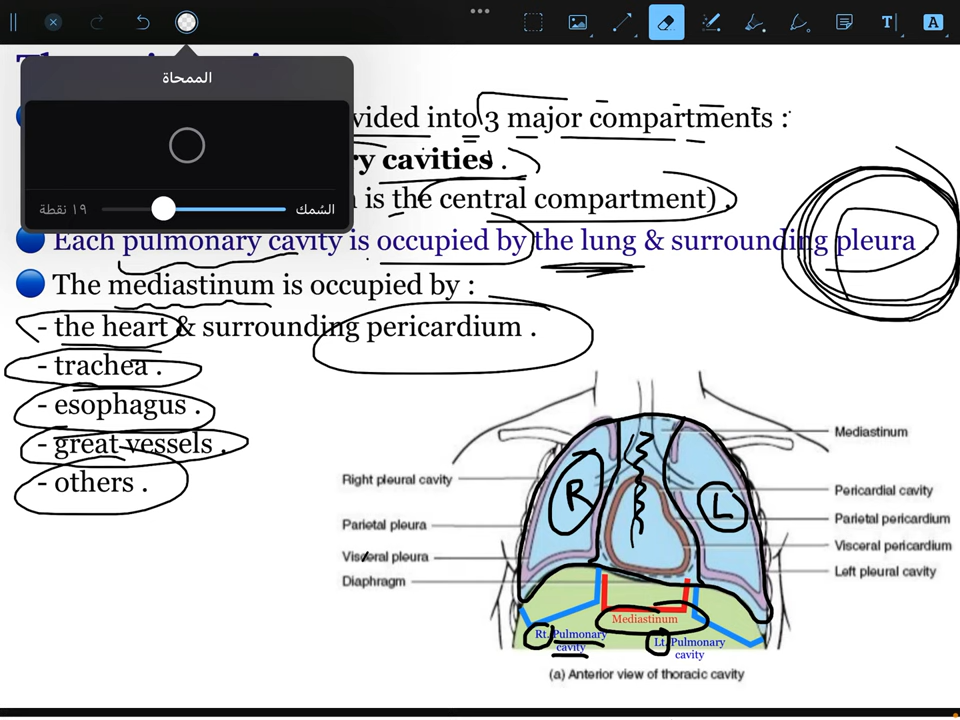 T A
الممحاة
vided into 3 major compartments :
ry cavities .
is the central compartment) .
السُمك
١٩ نقطة
Each pulmonary cavity is occupied by the lung & surrounding pleura .
The mediastinum is occupied by :
- the heart & surrounding pericardium .
- trachea .
- esophagus .
- great vessels .
- others .
Mediastinum
Right pleural cavity
Pericardial cavity
R
L
Parietal pleura
Parietal pericardium
Visceral pleura
Visceral pericardium
Diaphragm
Left pleural cavity
Mediastinum
Rt. Pulmonary cavity
Lt. Pulmonary cavity
(a) Anterior view of thoracic cavity